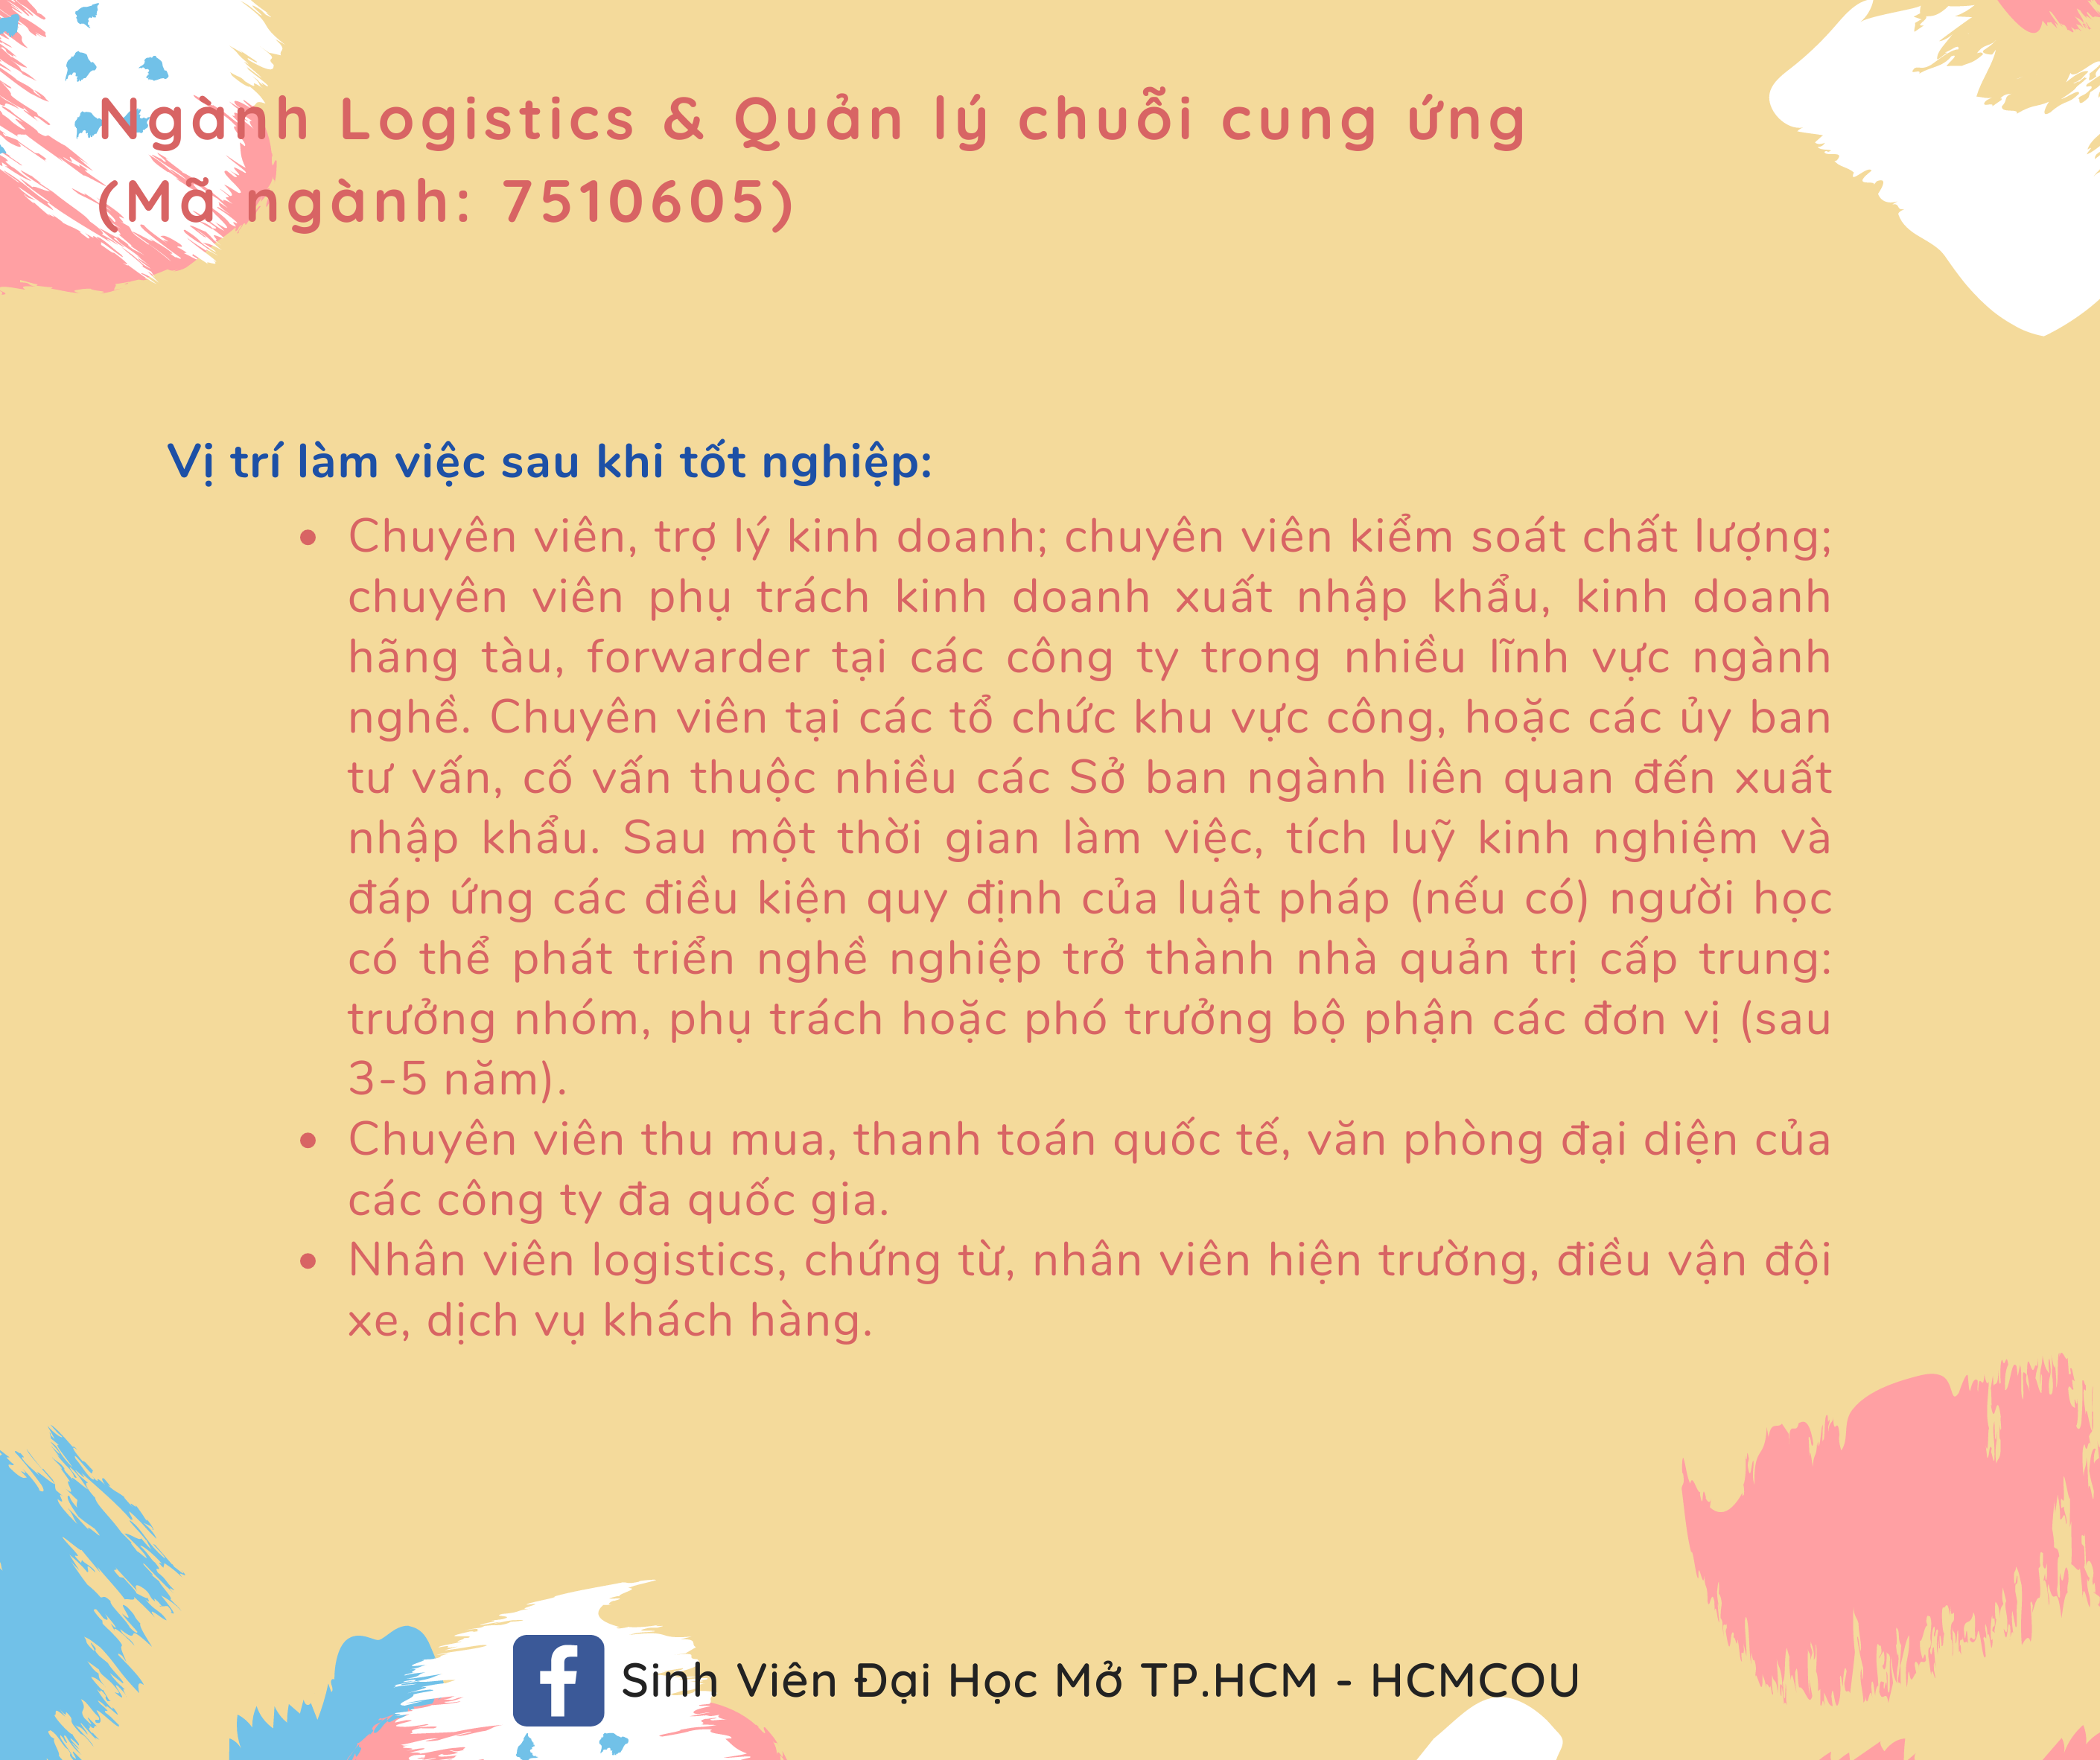 Ngành Logistics & Quản lý chuỗi cung ứng
(Mã ngành: 7510605)
Vị trí làm việc sau khi tốt nghiệp:
• Chuyên viên, trợ lý kinh doanh; chuyên viên kiểm soát chất lượng;
chuyên viên phụ trách kinh doanh xuất nhập khẩu, kinh doanh
hãng tàu, forwarder tại các công ty trong nhiều lĩnh vực ngành
nghề. Chuyên viên tại các tổ chức khu vực công, hoặc các ủy ban
tư vấn, cố vấn thuộc nhiều các Sở ban ngành liên quan đến xuất
nhập khẩu. Sau một thời gian làm việc, tích luỹ kinh nghiệm và
đáp ứng các điều kiện quy định của luật pháp (nếu có) người học
có thể phát triển nghề nghiệp trở thành nhà quản trị cấp trung:
trưởng nhóm, phụ trách hoặc phó trưởng bộ phận các đơn vị (sau
3-5 năm).
• Chuyên viên thu mua, thanh toán quốc tế, văn phòng đại diện của
các công ty đa quốc gia.
• Nhân viên logistics, chứng từ, nhân viên hiện trường, điều vận đội
xe, dịch vụ khách hàng.
Sinh Viên Đại Học Mở TP.HCM - HCMCOU